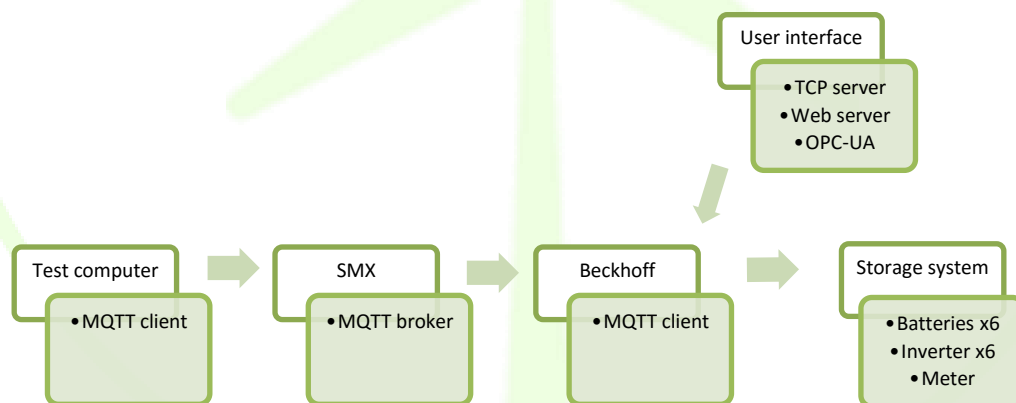 User interface
•TCP server
•Web server
•OPC-UA
Test computer
•MQTT client
SMX
•MQTT broker
Beckhoff
•MQTT client
Storage system
•Batteries x6
•Inverter x6
•Meter